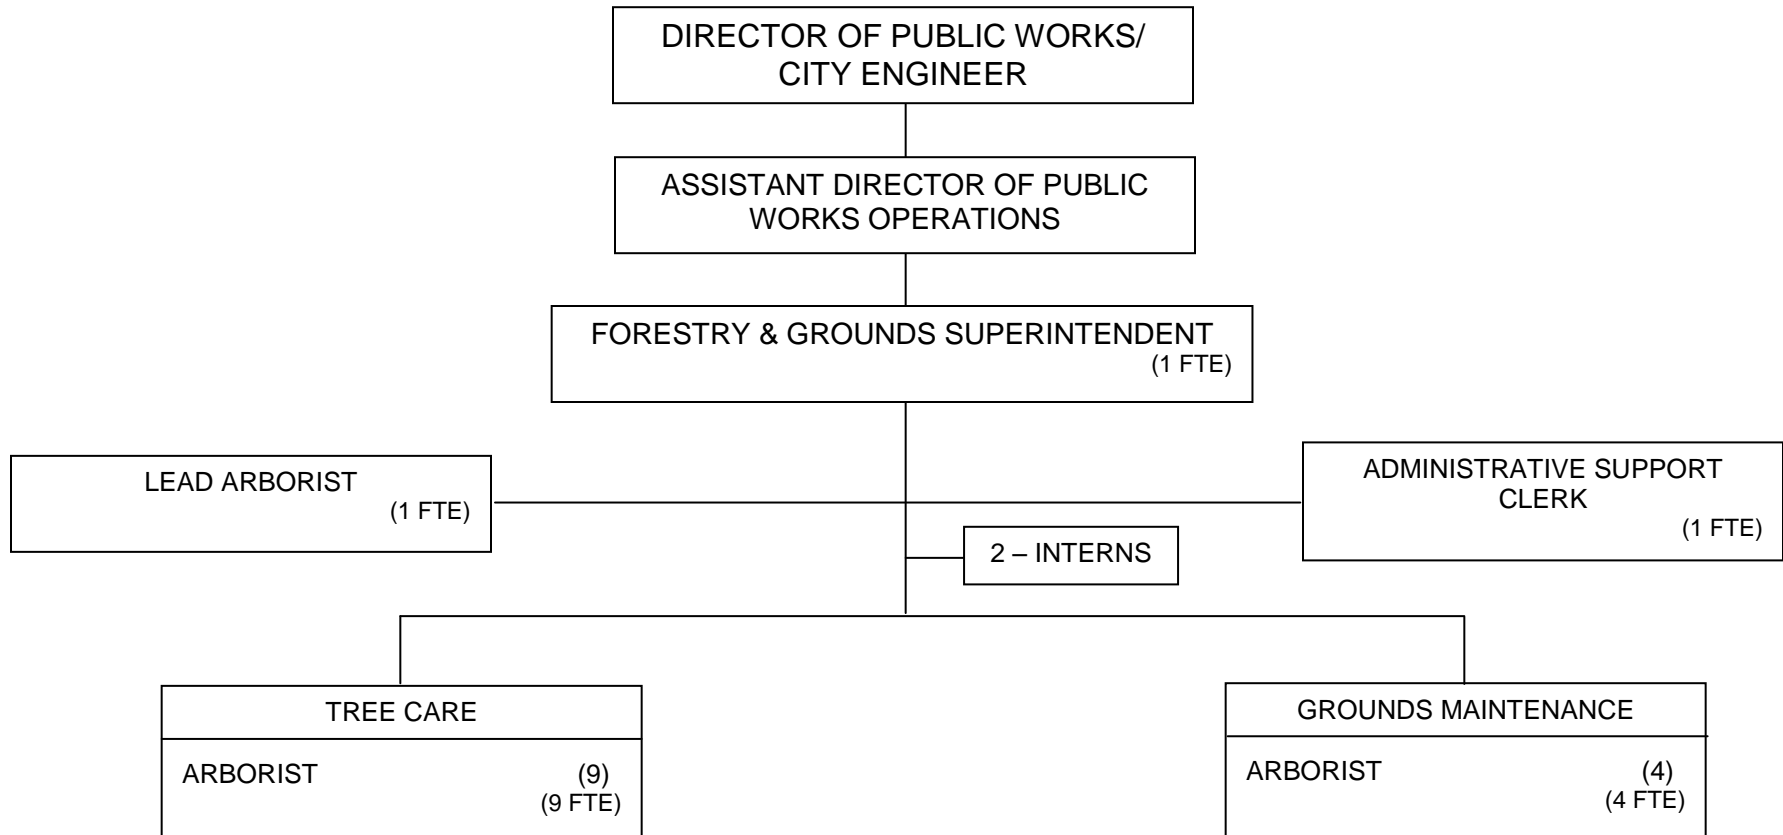 DIRECTOR OF PUBLIC WORKS/
CITY ENGINEER
ASSISTANT DIRECTOR OF PUBLIC
WORKS OPERATIONS
FORESTRY & GROUNDS SUPERINTENDENT
(1 FTE)
LEAD ARBORIST
(1 FTE)
ADMINISTRATIVE SUPPORT
CLERK
(1 FTE)
2 – INTERNS
TREE CARE
ARBORIST (9)
(9 FTE)
GROUNDS MAINTENANCE
ARBORIST (4)
(4 FTE)